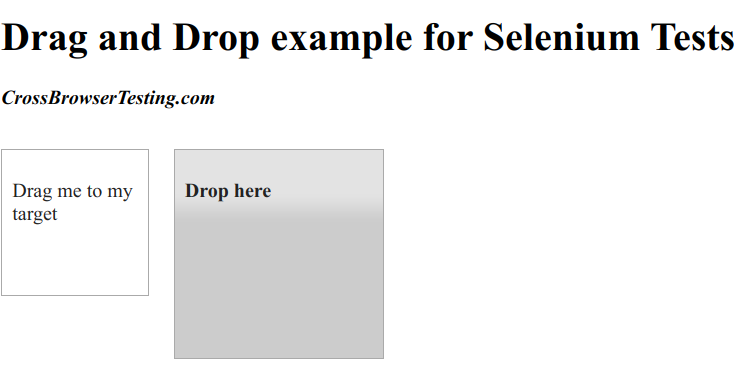 Drag and Drop example for Selenium Tests
CrossBrowserTesting.com
Drag me to my
target
Drop here